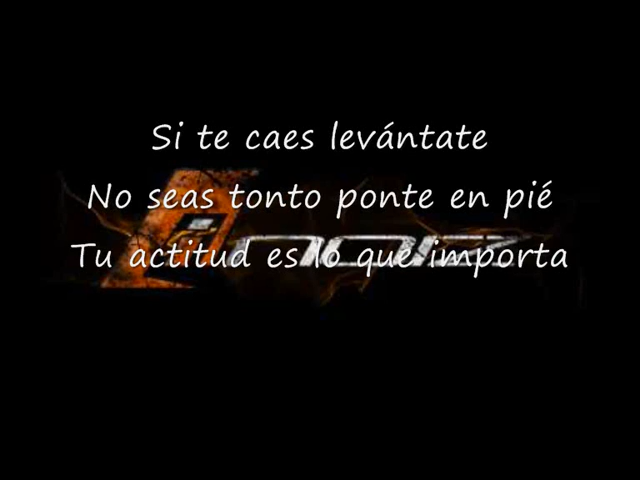 Si te caes levántate
No seas tonto ponte en pié
Tu actitud es lo que importa